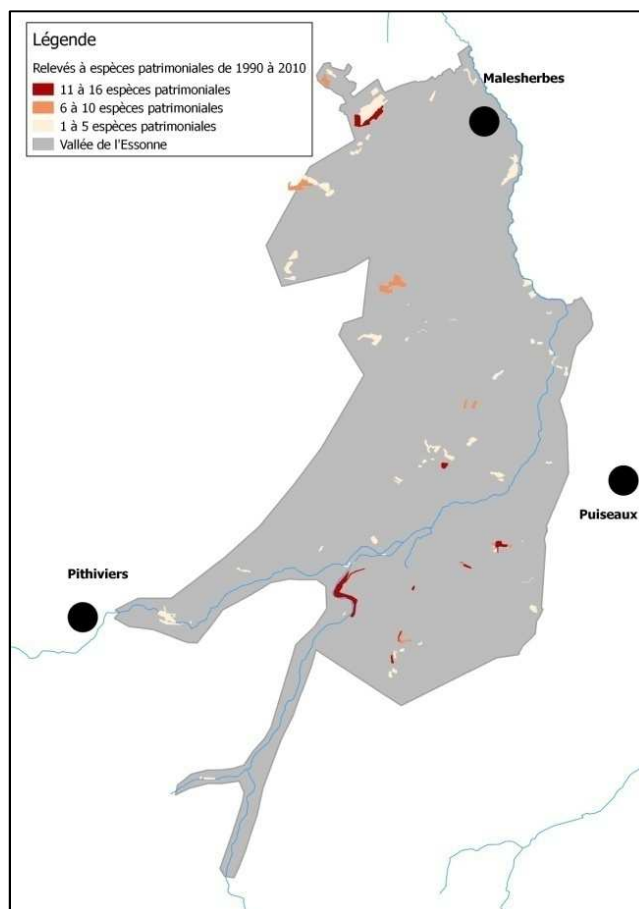 Légende
Relevés à espèces patrimoniales de 1990 à 2010
11 à 16 espèces patrimoniales
6 à 10 espèces patrimoniales
1 à 5 espèces patrimoniales
Vallée de l'Essonne
Malesherbes
Puiseaux
Pithiviers